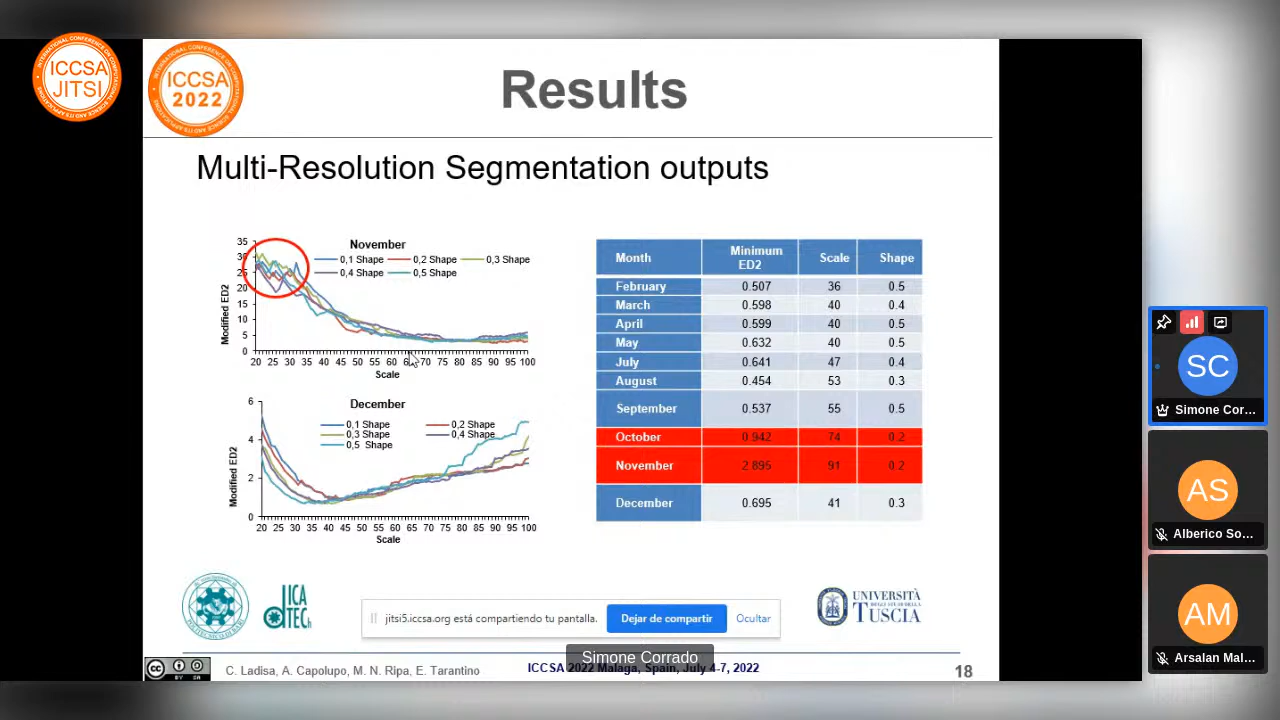 ICCSA
JITSI
ICCSA
2022
Results
Multi-Resolution Segmentation outputs
November
0,1 Shape 0,2 Shape 0,3 Shape
0,4 Shape 0,5 Shape
35
30
25
20
15
10
5
0
Modified ED2
20 25 30 35 40 45 50 55 60 65 70 75 80 85 90 95 100
Scale
December
0,1 Shape 0,2 Shape
0,3 Shape 0,4 Shape
0,5 Shape
6
4
2
0
Modified ED2
20 25 30 35 40 45 50 55 60 65 70 75 80 85 90 95 100
Scale
Month Minimum ED2 Scale Shape
February 0.507 36 0.5
March 0.598 40 0.4
April 0.599 40 0.5
May 0.632 40 0.5
July 0.641 47 0.4
August 0.454 53 0.3
September 0.537 55 0.5
October 0.942 74 0.2
November 2.895 91 0.2
December 0.695 41 0.3
DICA
TECh
jitsi5.iccsa.org está compartiendo tu pantalla. Dejar de compartir Ocultar
UNIVERSITÀ
DEGLI STUDI DELLA
TUSCIA
Simone Corrado
C. Ladisa, A. Capolupo, M. N. Ripa, E. Tarantino
ICCSA 2022 Malaga, Spain, July 4-7, 2022
18
cc
BY SA
SC
Simone Cor...
AS
Alberico So...
AM
Arsalan Mal...